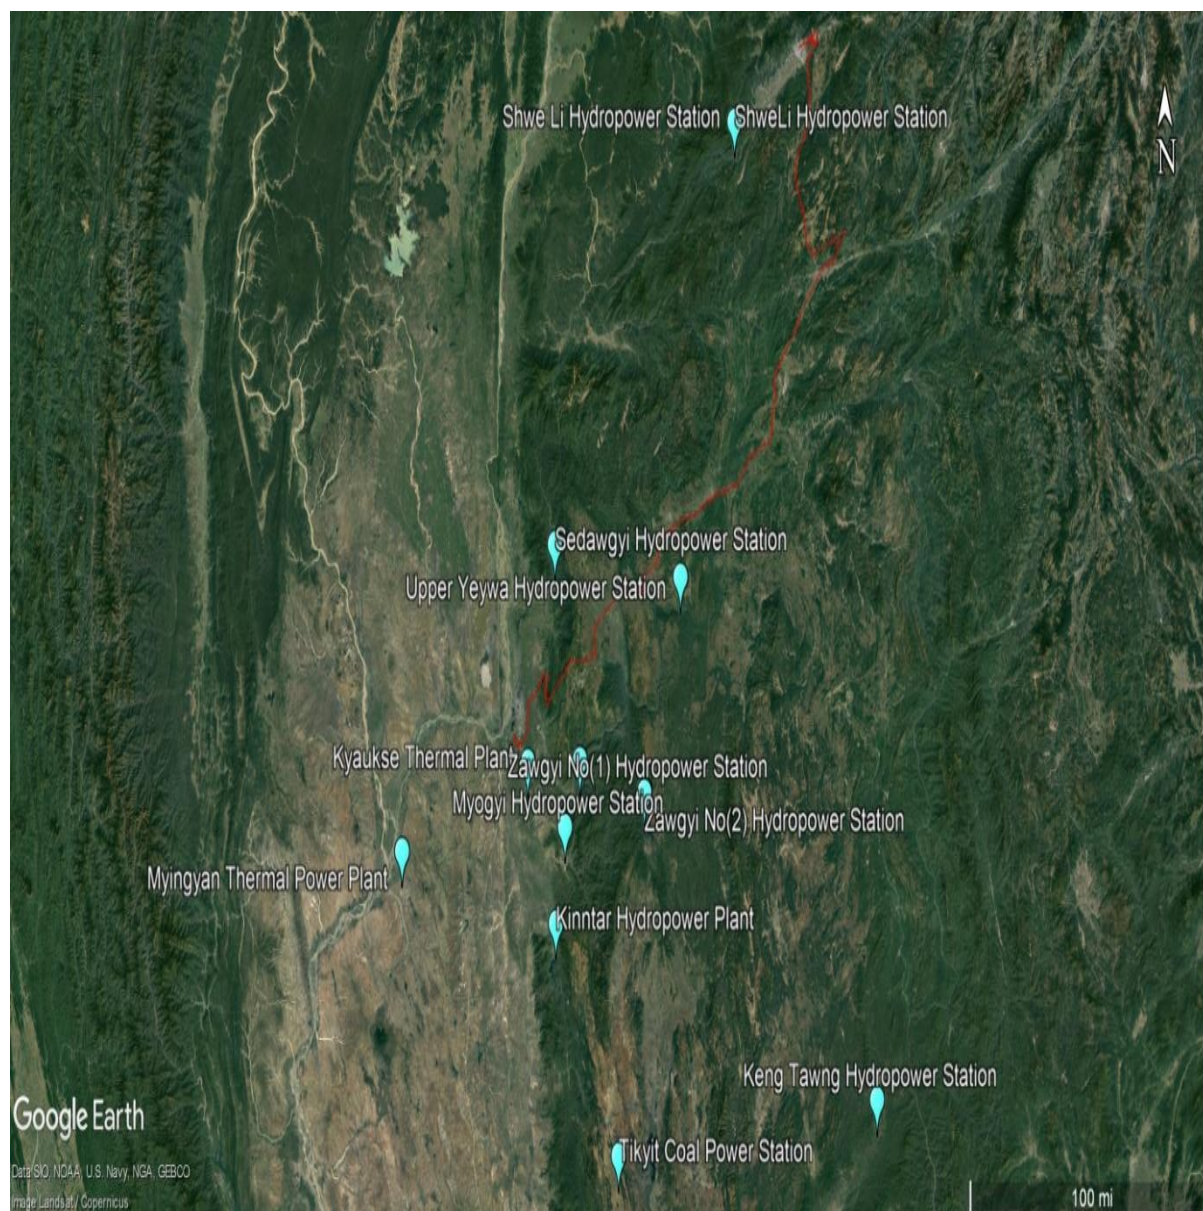 Shwe Li Hydropower Station
ShweLi Hydropower Station
N
Sedawgyi Hydropower Station
Upper Yeywa Hydropower Station
Kyaukse Thermal Plant
Zawgyi No(1) Hydropower Station
Myogyi Hydropower Station
Zawgyi No(2) Hydropower Station
Myingyan Thermal Power Plant
Kinntar Hydropower Plant
Keng Tawng Hydropower Station
Google Earth
Tikyit Coal Power Station
Data SIO, NOAA, U.S. Navy, NGA, GEBCO
Image Landsat / Copernicus
100 mi